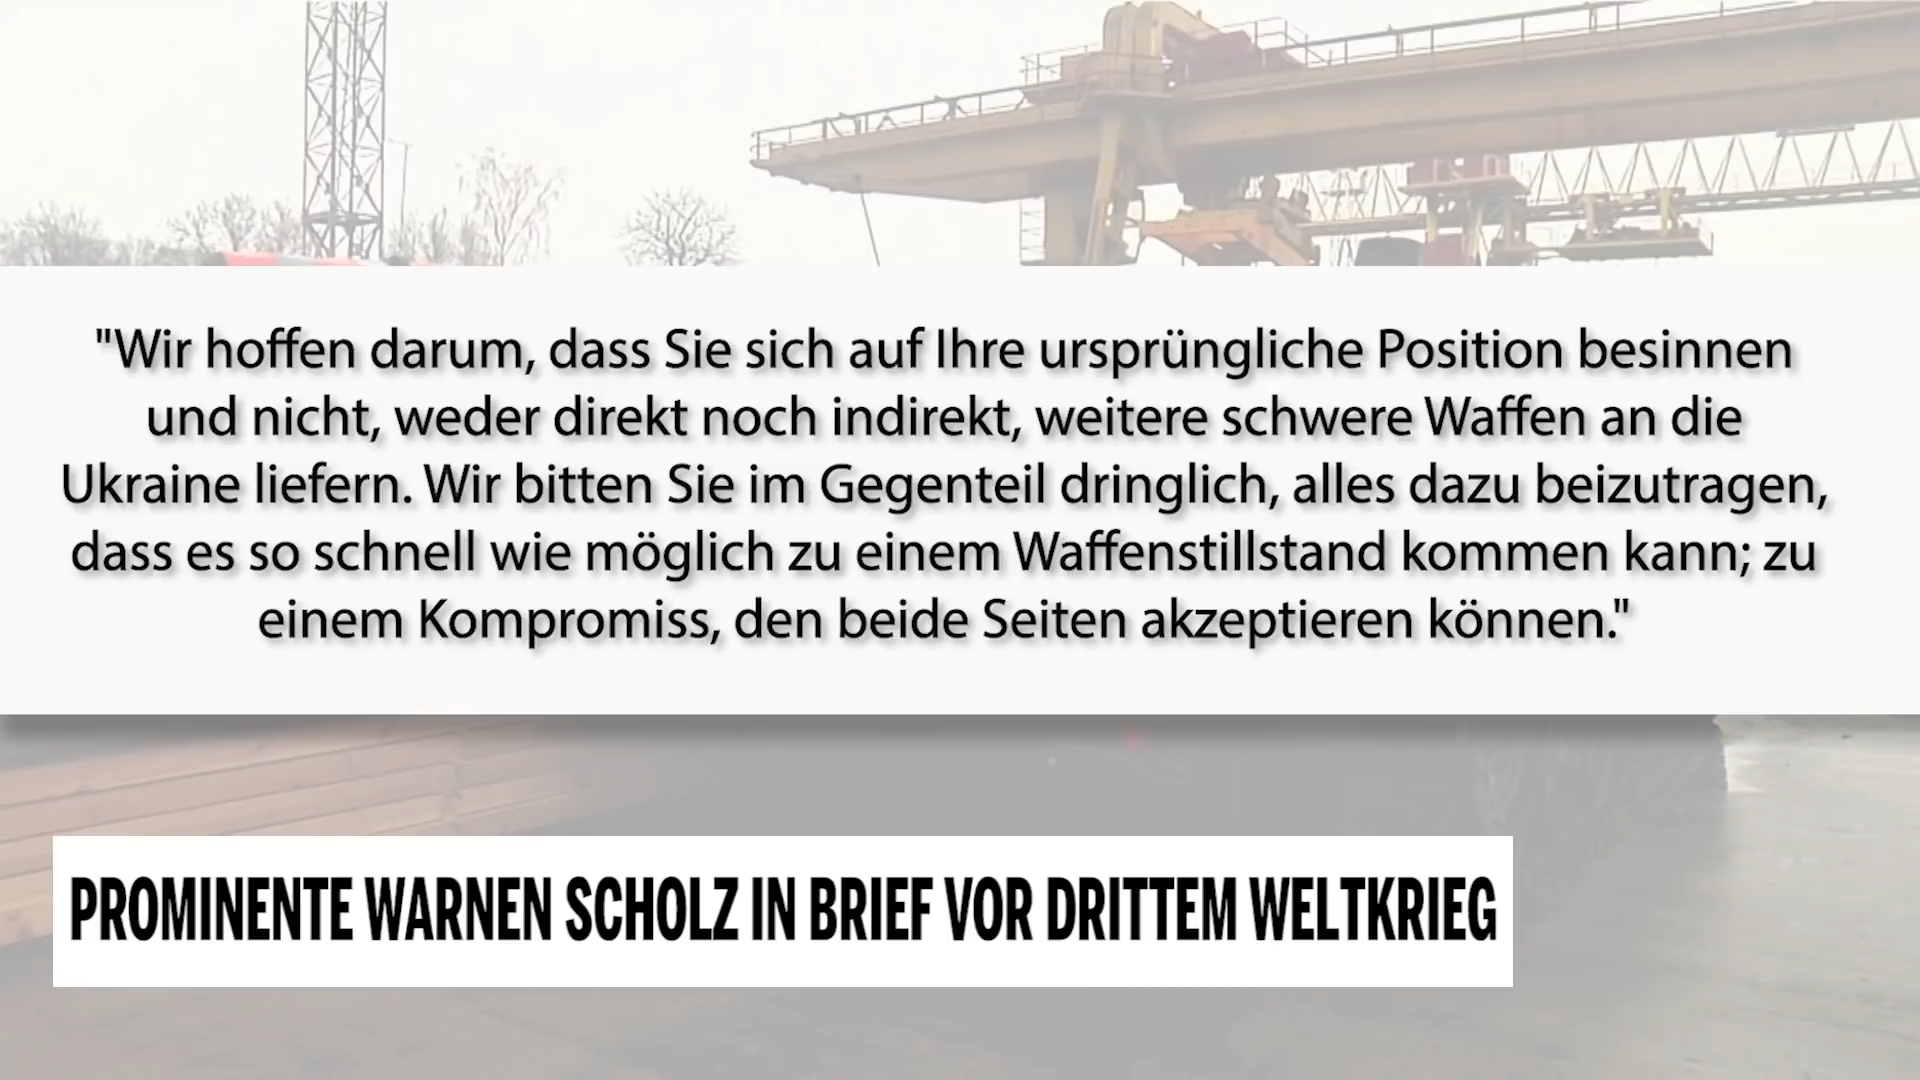 "Wir hoffen darum, dass Sie sich auf Ihre ursprüngliche Position besinnen
und nicht, weder direkt noch indirekt, weitere schwere Waffen an die
Ukraine liefern. Wir bitten Sie im Gegenteil dringlich, alles dazu beizutragen,
dass es so schnell wie möglich zu einem Waffenstillstand kommen kann; zu
einem Kompromiss, den beide Seiten akzeptieren können."
PROMINENTE WARNEN SCHOLZ IN BRIEF VOR DRITTEM WELTKRIEG